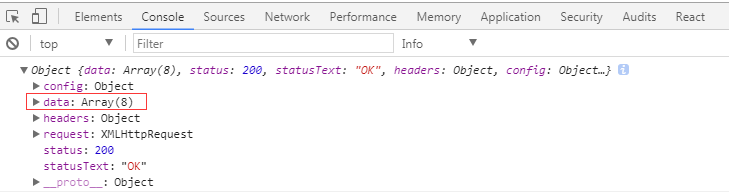 Elements Console Sources Network Performance Memory Application Security Audits React
top Filter Info
Object {data: Array(8), status: 200, statusText: "OK", headers: Object, config: Object…}
config: Object
data: Array(8)
headers: Object
request: XMLHttpRequest
status: 200
statusText: "OK"
__proto__: Object